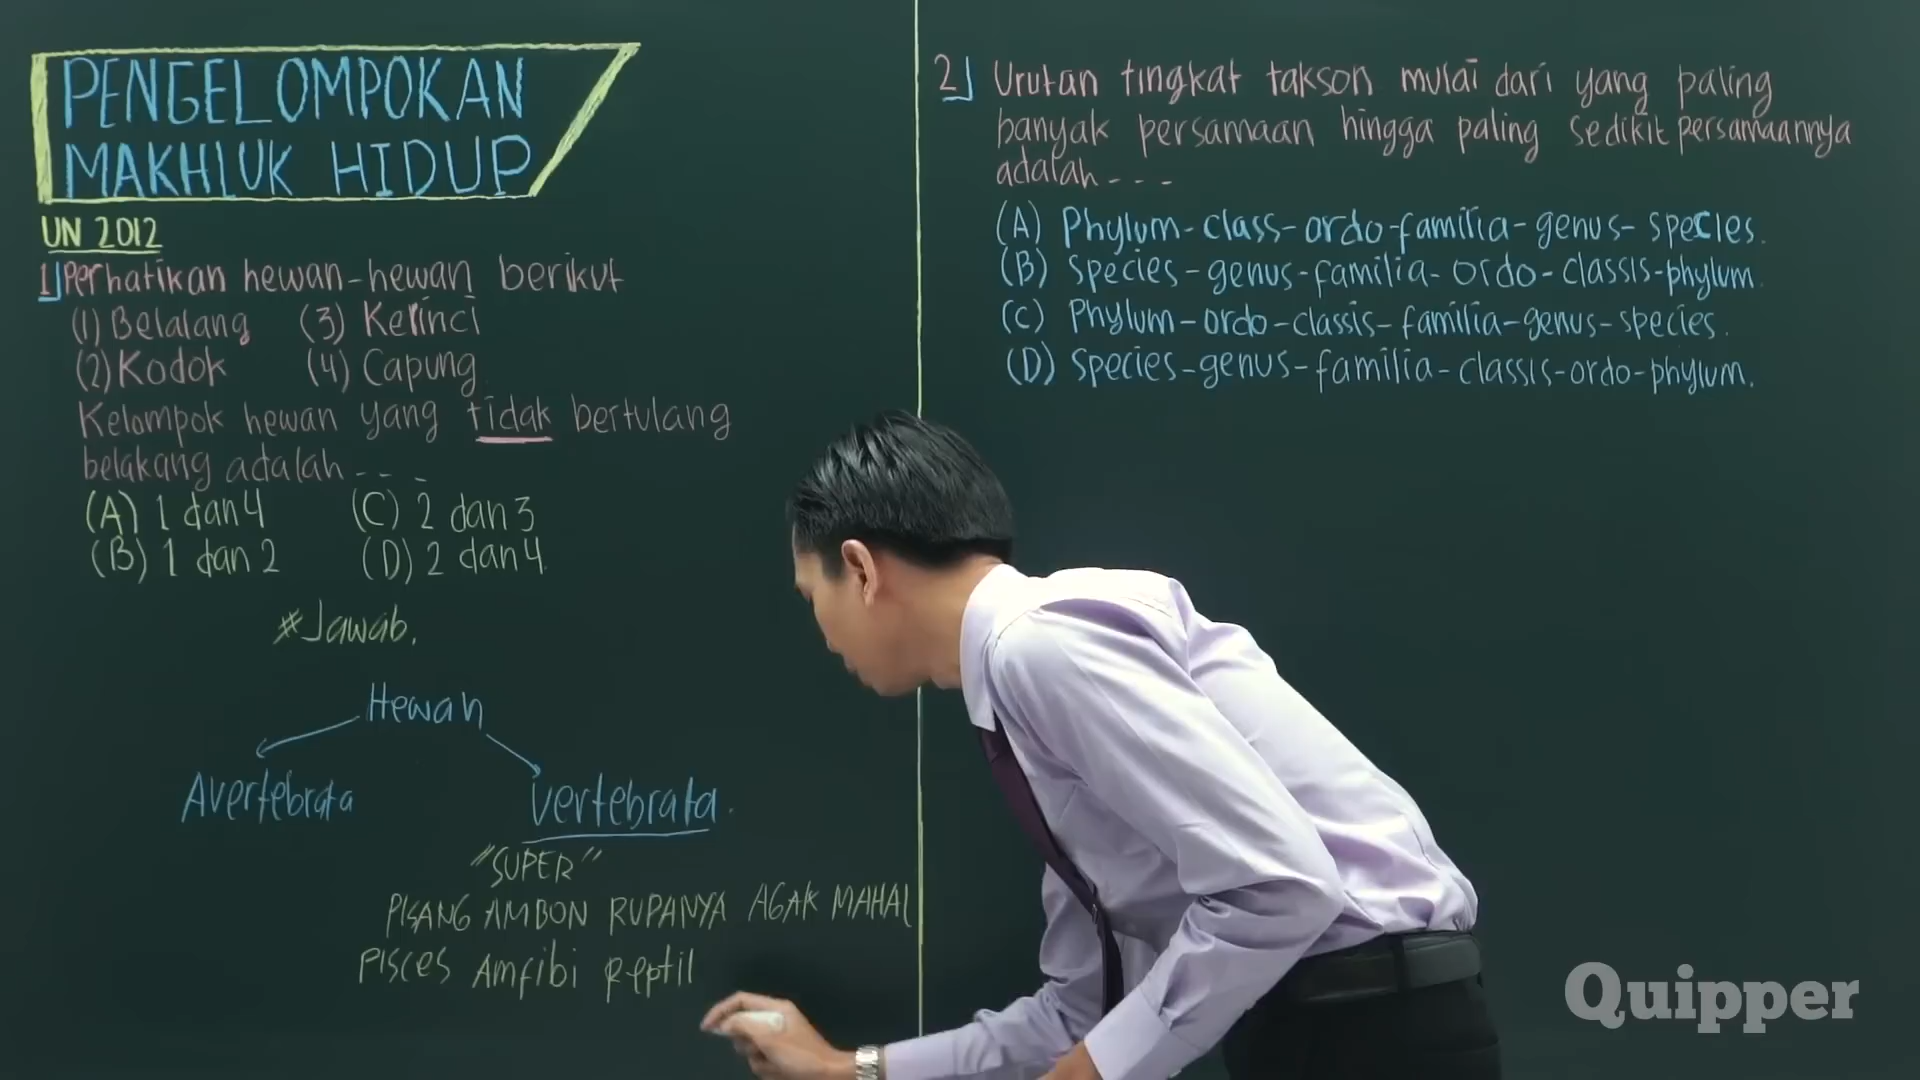 PENGELOMPOKAN
MAKHLUK HIDUP
UN 2012
1] Perhatikan hewan-hewan berikut
(1) Belalang (3) Kelinci
(2) Kodok (4) Capung
Kelompok hewan yang tidak bertulang
belakang adalah - - -
(A) 1 dan 4 (C) 2 dan 3
(B) 1 dan 2 (D) 2 dan 4.
*Jawab.
Hewan
Avertebrata Vertebrata.
"SUPER"
PISANG AMBON RUPANYA AGAK MAHAL
PISCES Amfibi Reptil
2] Urutan tingkat takson mulai dari yang paling
banyak persamaan hingga paling sedikit persamaannya
adalah - - -
(A) Phylum-class-ordo-familia-genus-species.
(B) Species-genus-familia-ordo-classis-phylum.
(C) Phylum-ordo-classis-familia-genus-species.
(D) Species-genus-familia-classis-ordo-phylum.
Quipper